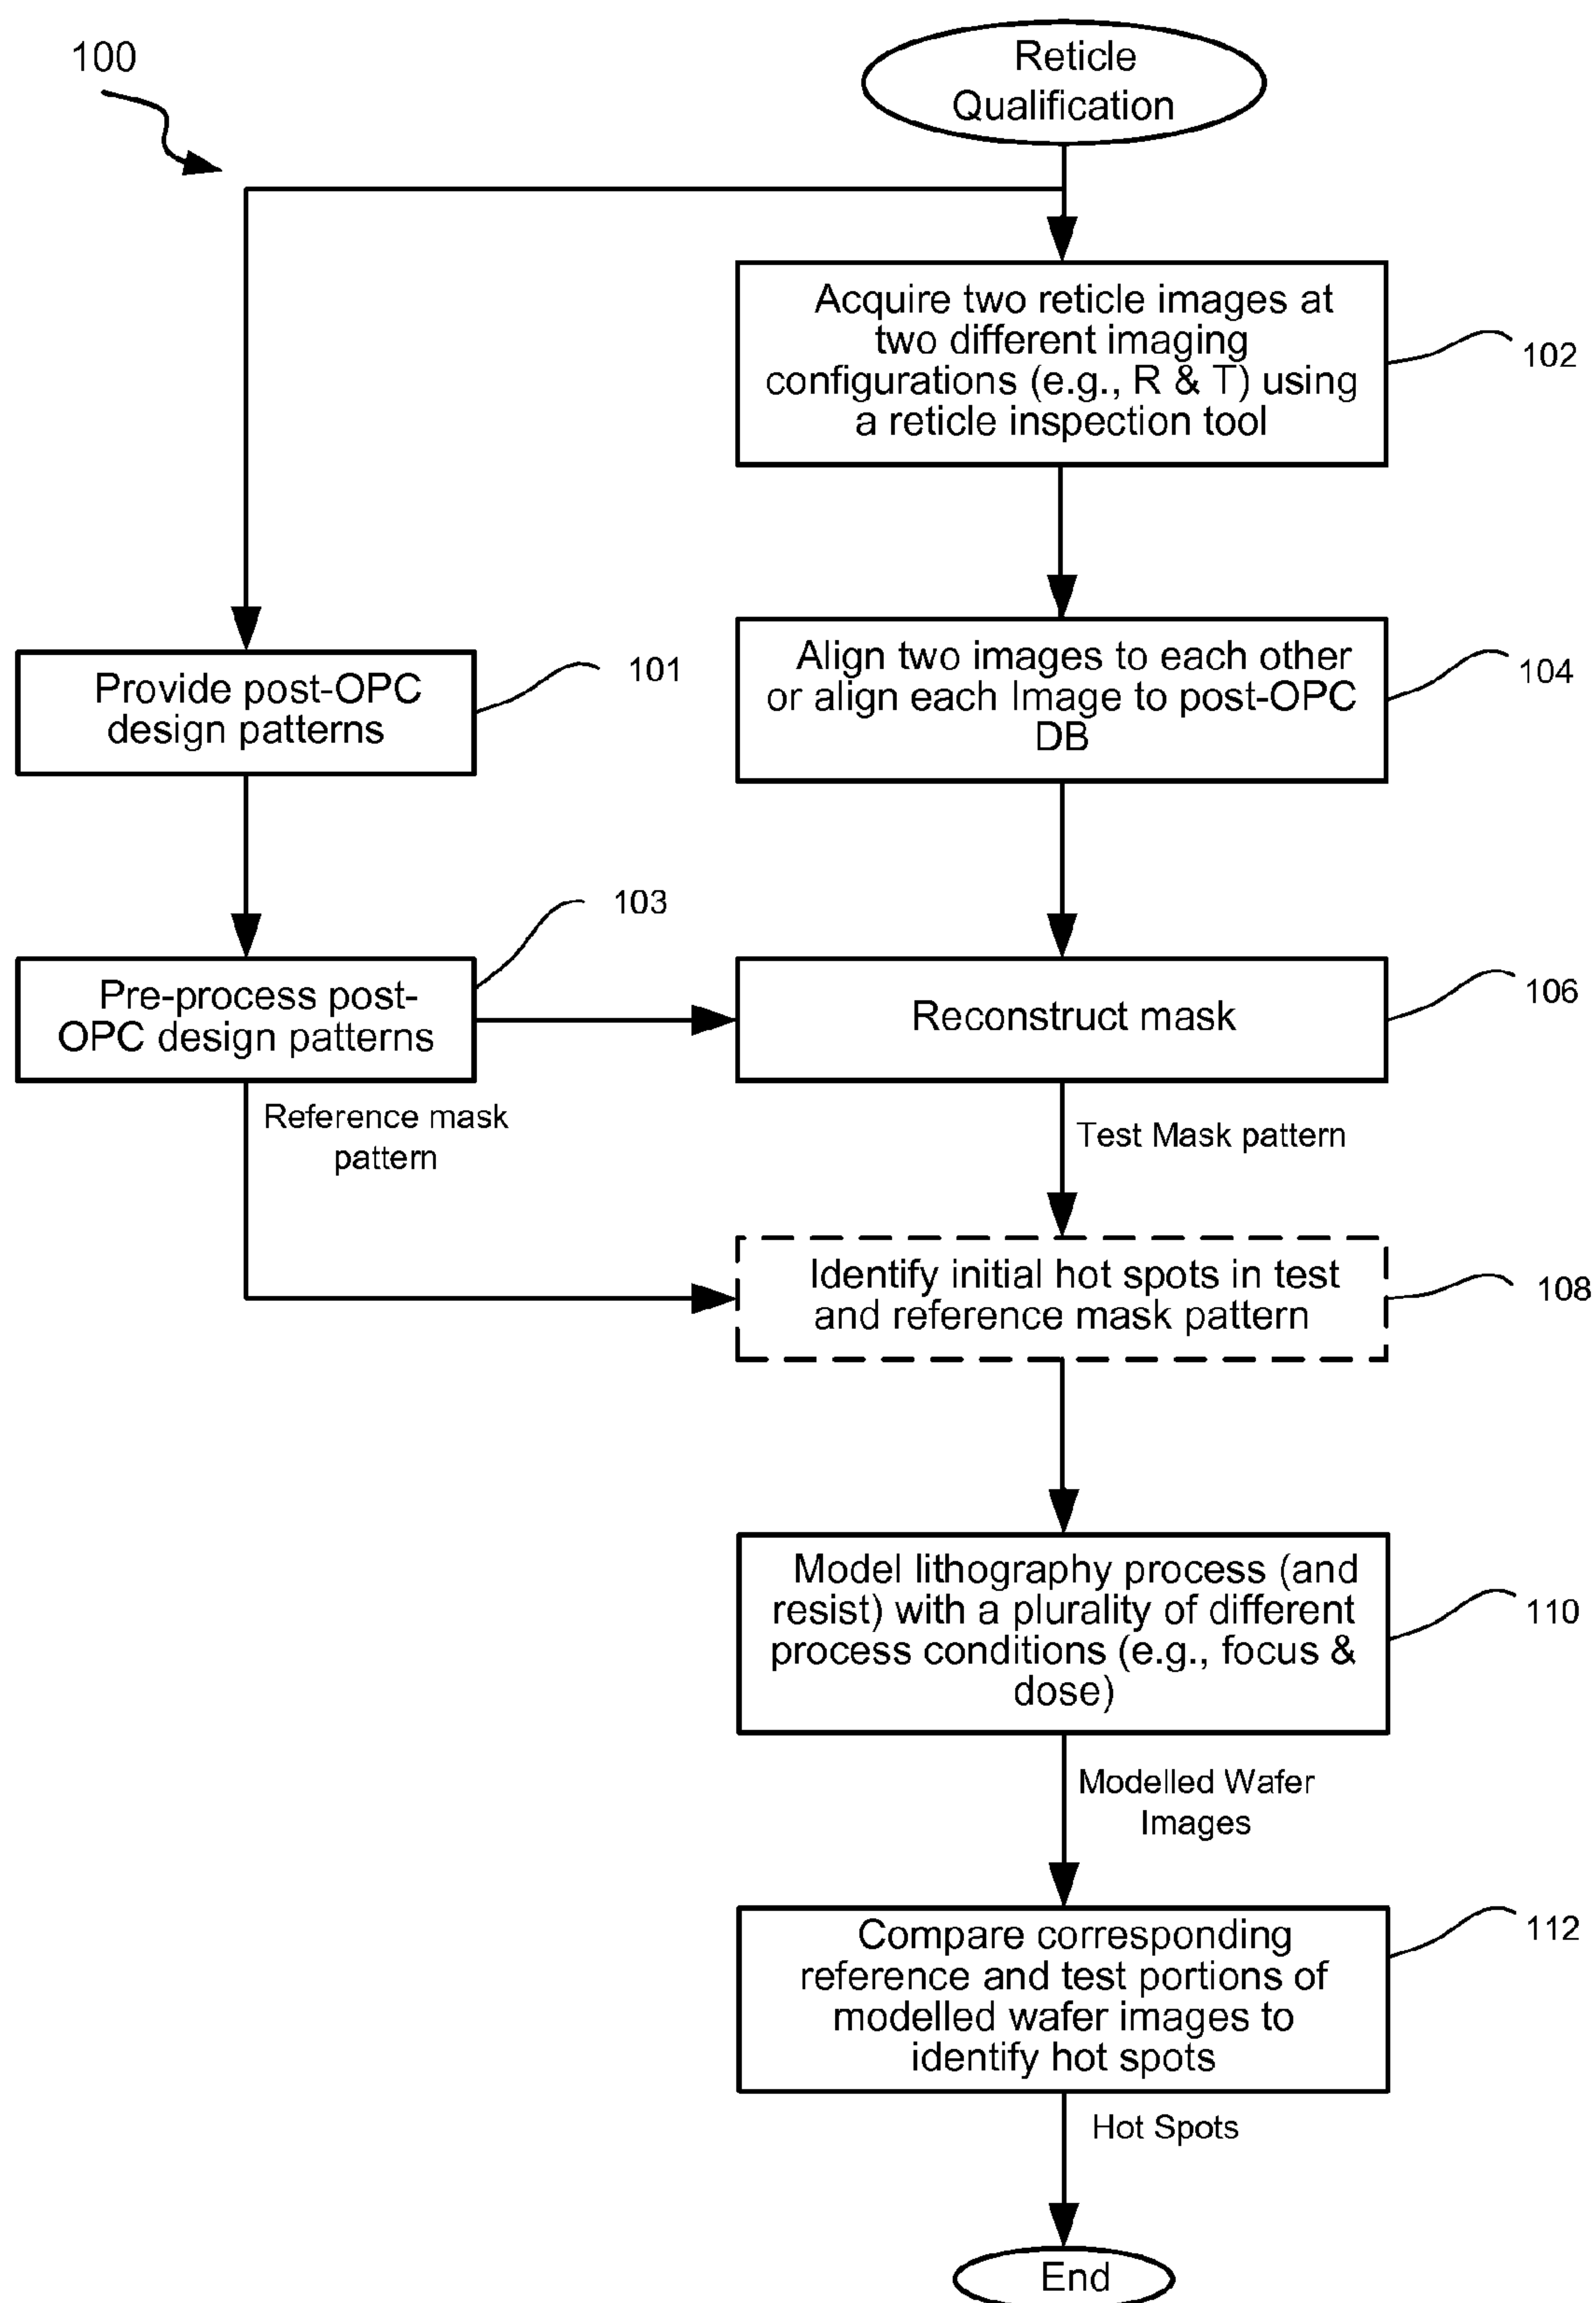 100
Reticle
Qualification
Acquire two reticle images at
two different imaging
configurations (e.g., R & T) using
a reticle inspection tool
102
Align two images to each other
or align each Image to post-OPC
DB
104
Provide post-OPC
design patterns
101
103
Pre-process post-
OPC design patterns
Reconstruct mask
106
Reference mask
pattern
Test Mask pattern
Identify initial hot spots in test
and reference mask pattern
108
Model lithography process (and
resist) with a plurality of different
process conditions (e.g., focus &
dose)
110
Modelled Wafer
Images
Compare corresponding
reference and test portions of
modelled wafer images to
identify hot spots
112
Hot Spots
End